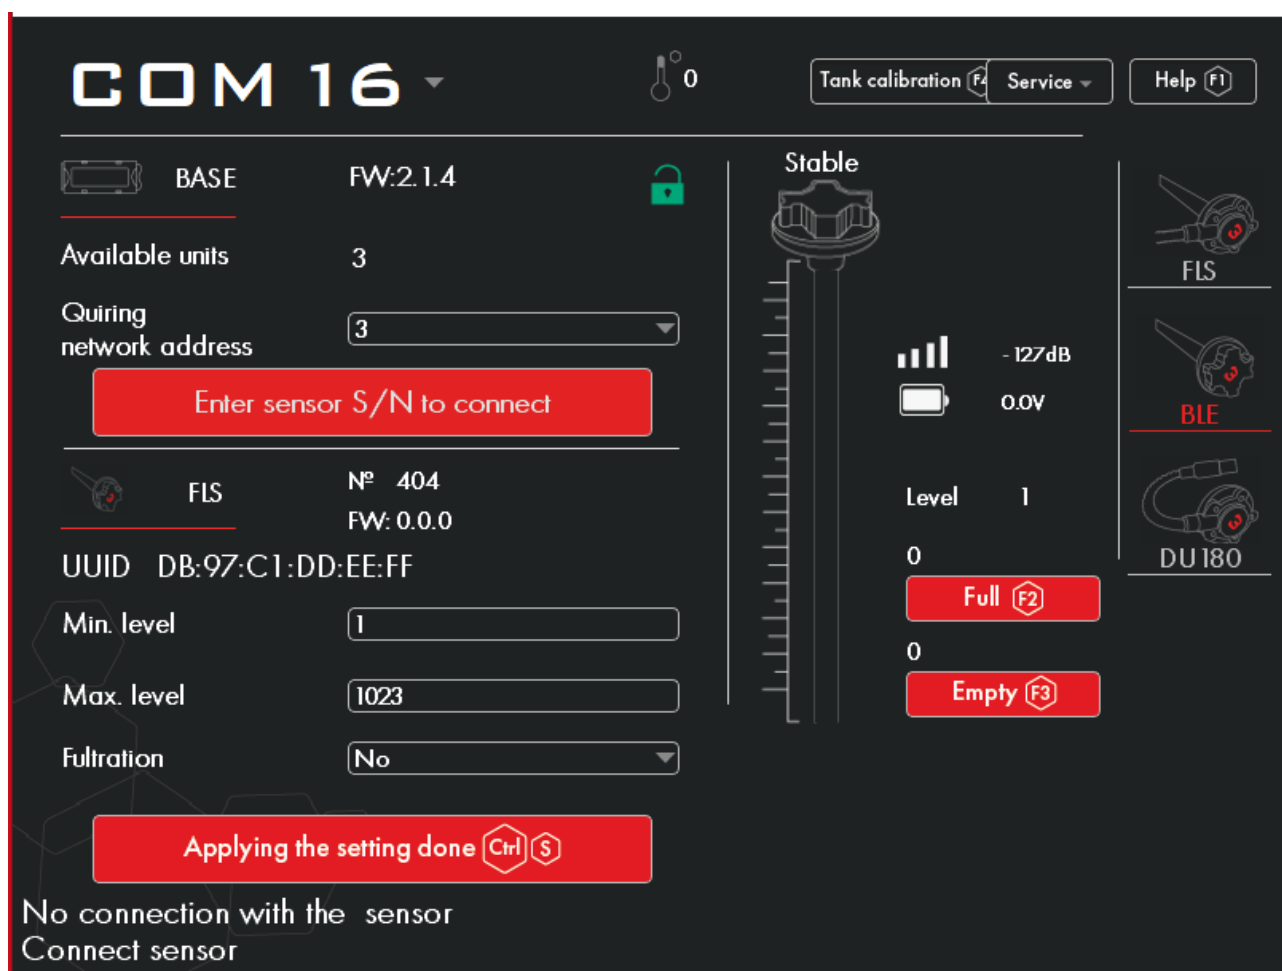 COM 16
0
Tank calibration F4
Service
Help F1
BASE
FW:2.1.4
Available units 3
Quiring
network address
3
Enter sensor S/N to connect
FLS
Nº 404
FW: 0.0.0
UUID DB:97:C1:DD:EE:FF
Min. level 1
Max. level 1023
Fultration No
Applying the setting done Ctrl S
No connection with the sensor
Connect sensor
Stable
-127dB
0.0V
Level 1
0
Full F2
0
Empty F3
FLS
BLE
DU180